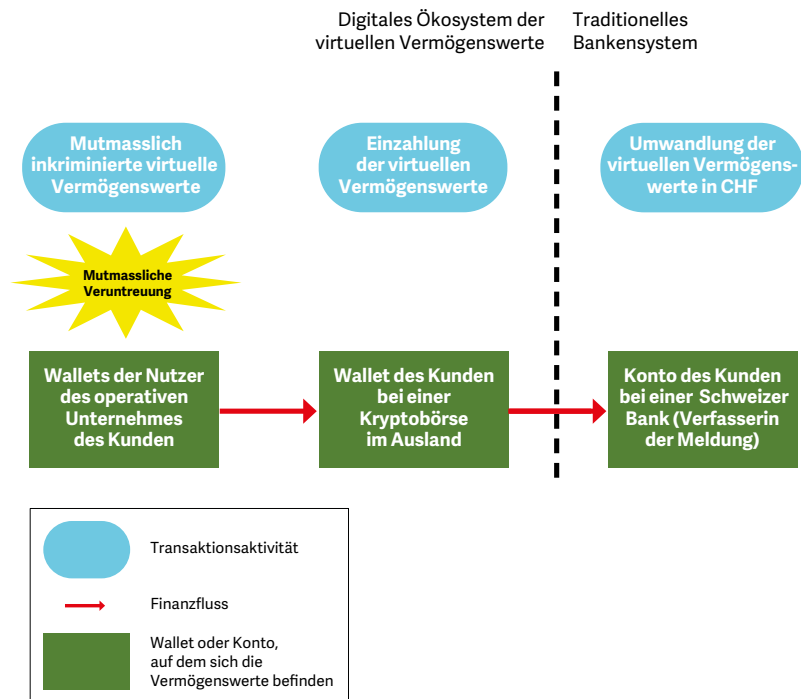 Digitales Ökosystem der
virtuellen Vermögenswerte
Traditionelles
Bankensystem
Mutmasslich
inkriminierte virtuelle
Vermögenswerte
Einzahlung
der virtuellen
Vermögenswerte
Umwandlung der
virtuellen Vermögens-
werte in CHF
Mutmassliche
Veruntreuung
Wallets der Nutzer
des operativen
Unternehmes
des Kunden
Wallet des Kunden
bei einer
Kryptobörse
im Ausland
Konto des Kunden
bei einer Schweizer
Bank (Verfasserin
der Meldung)
Transaktionsaktivität
Finanzfluss
Wallet oder Konto,
auf dem sich die
Vermögenswerte befinden